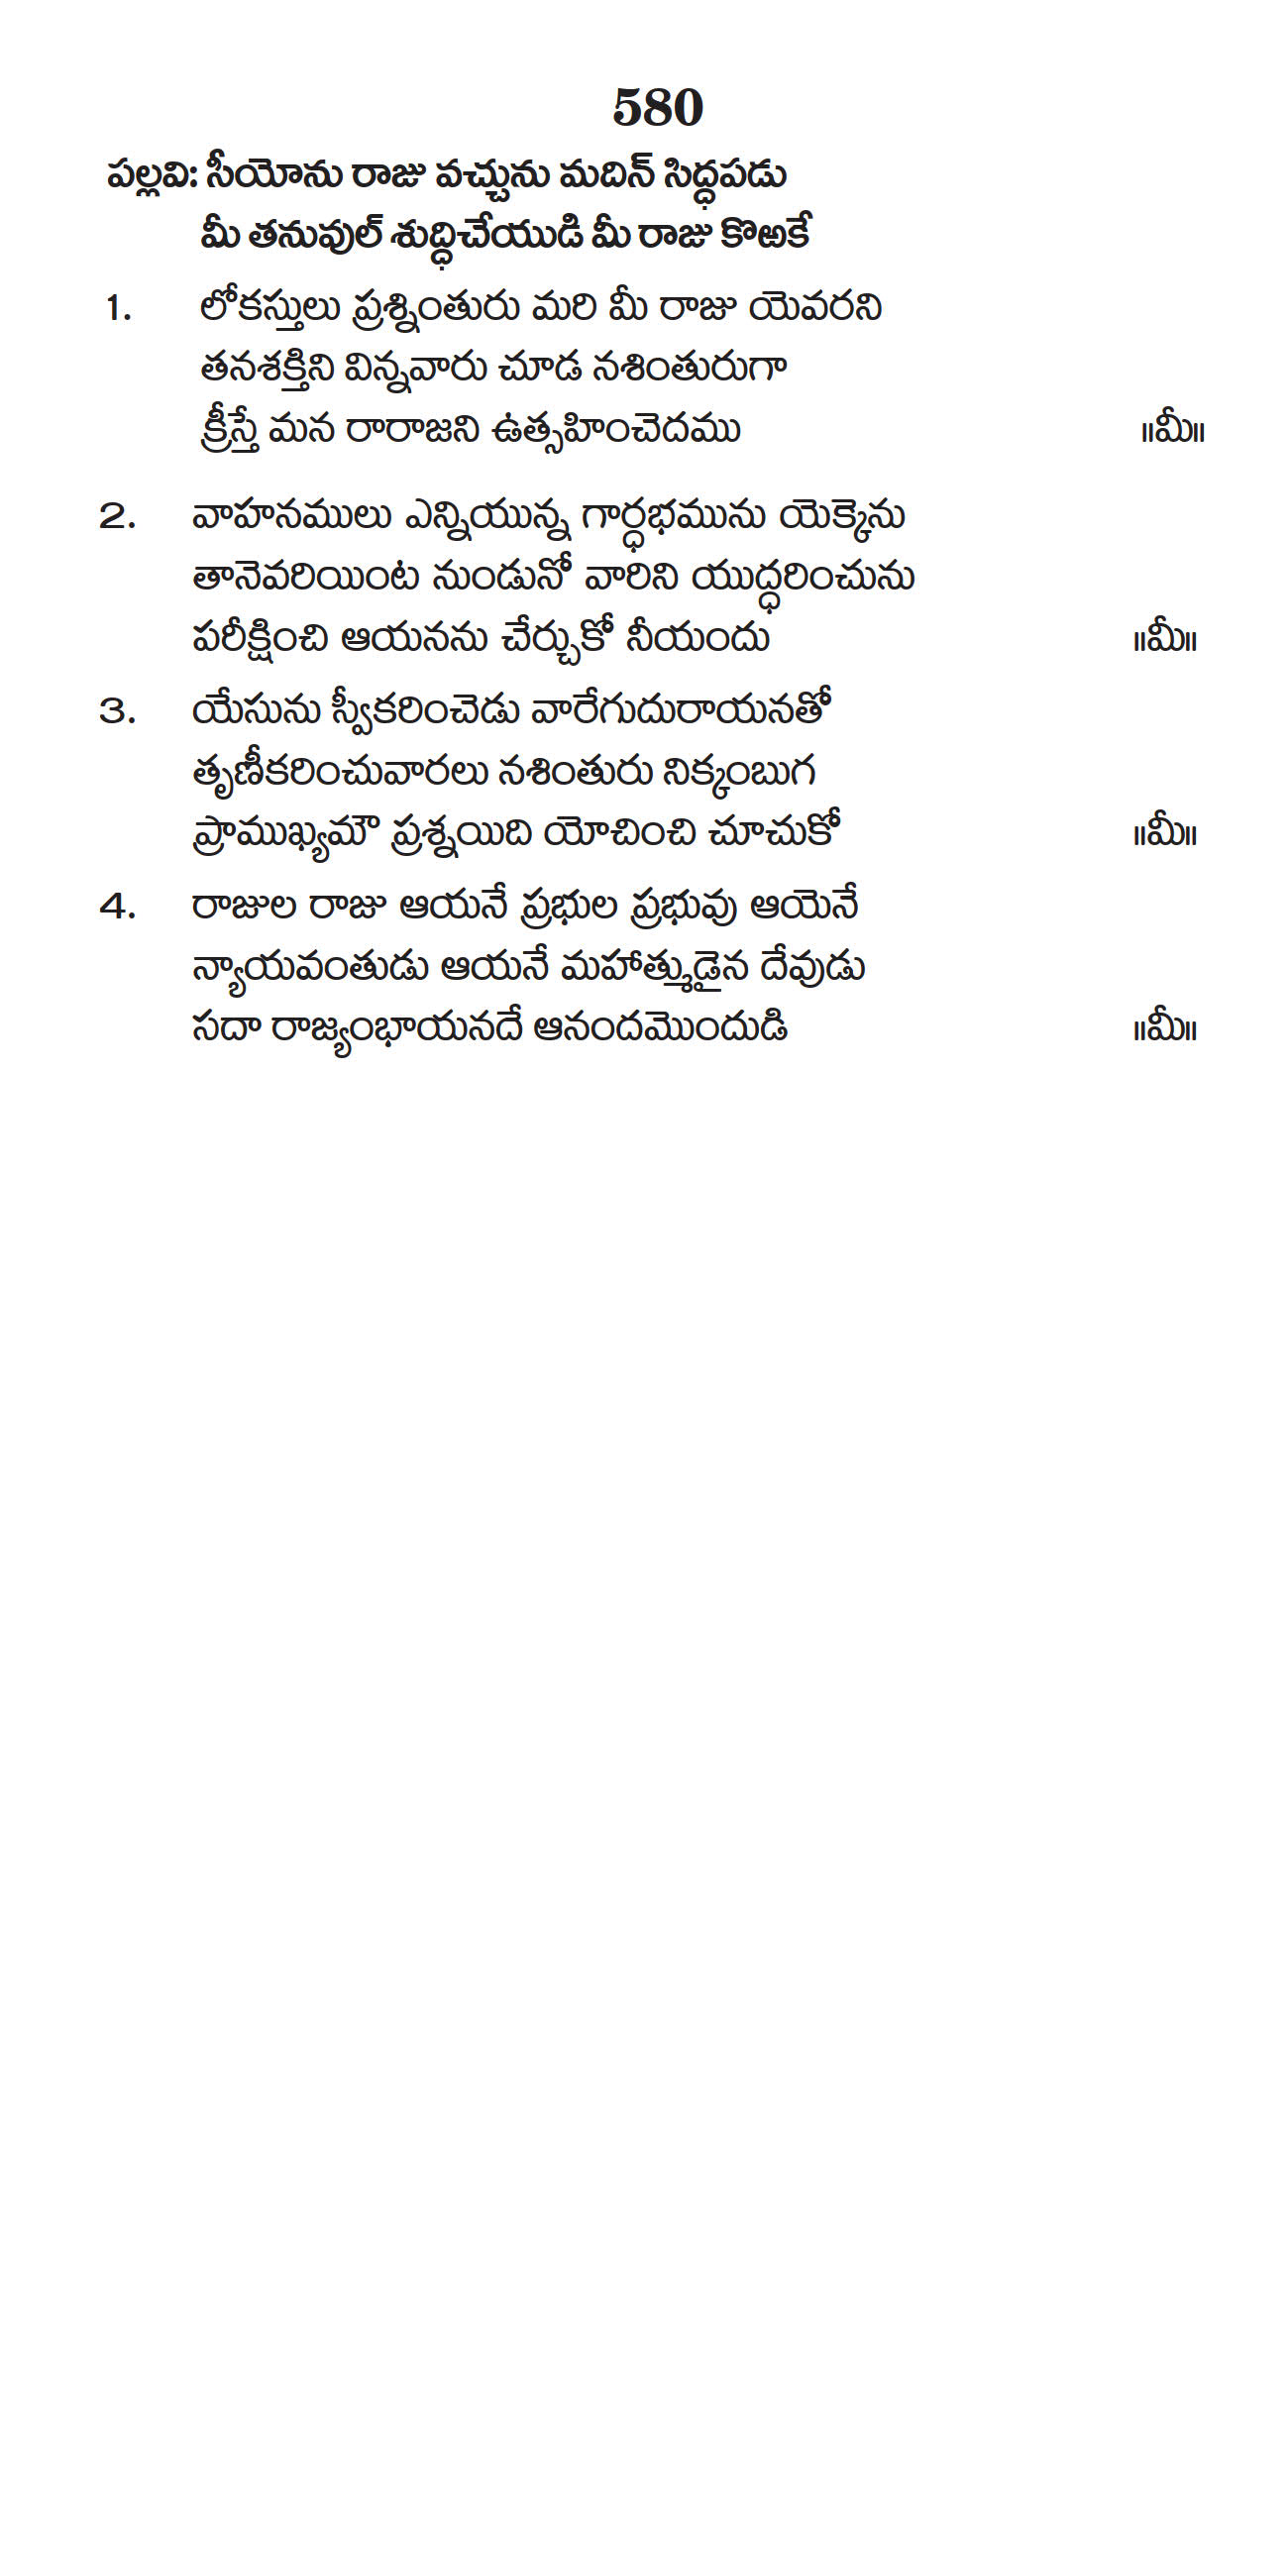 580
పల్లవి: సీయోను రాజు వచ్చును మదిన్ సిద్ధపడు
మీ తనువుల్ శుద్ధిచేయుడి మీ రాజు కొఱకే
1. లోకస్తులు ప్రశ్నింతురు మరి మీ రాజు యెవరని
తనశక్తిని విన్నవారు చూడ నశింతురుగా
క్రీస్తే మన రారాజని ఉత్సహించెదము ॥మీ॥
2. వాహనములు ఎన్నియున్న గార్ధభమును యెక్కెను
తానెవరియింట నుండునో వారిని యుద్ధరించును
పరీక్షించి ఆయనను చేర్చుకో నీయందు ॥మీ॥
3. యేసును స్వీకరించెడు వారేగుదురాయనతో
తృణీకరించువారలు నశింతురు నిక్కంబుగ
ప్రాముఖ్యమౌ ప్రశ్నయిది యోచించి చూచుకో ॥మీ॥
4. రాజుల రాజు ఆయనే ప్రభుల ప్రభువు ఆయెనే
న్యాయవంతుడు ఆయనే మహాత్ముడైన దేవుడు
సదా రాజ్యంభాయనదే ఆనందమొందుడి ॥మీ॥